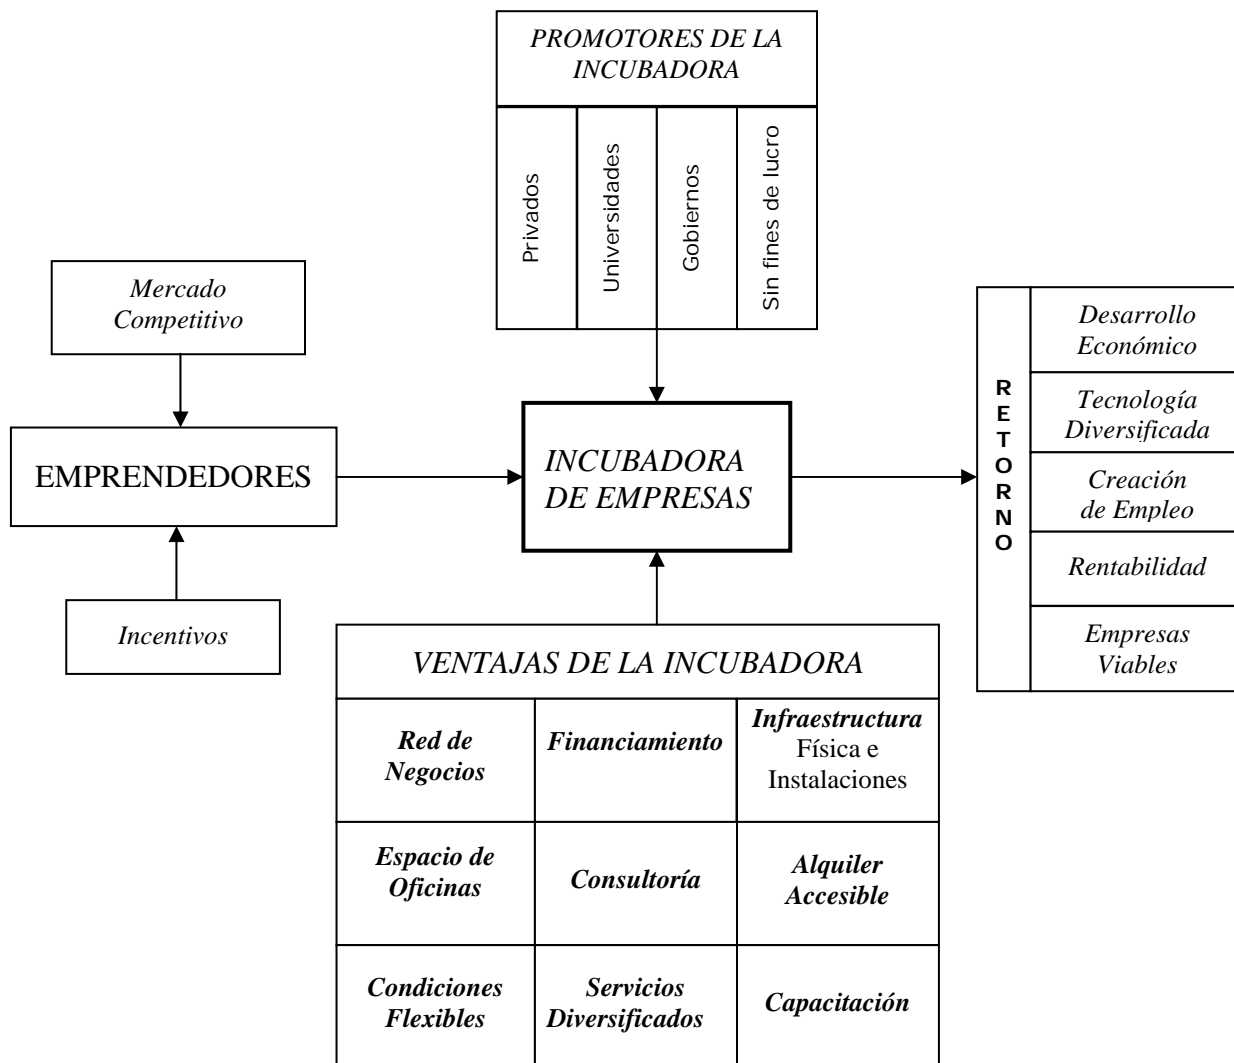 PROMOTORES DE LA
INCUBADORA
Privados
Universidades
Gobiernos
Sin fines de lucro
Mercado
Competitivo
EMPRENDEDORES
Incentivos
INCUBADORA
DE EMPRESAS
RETORNO
Desarrollo
Económico
Tecnología
Diversificada
Creación
de Empleo
Rentabilidad
Empresas
Viables
VENTAJAS DE LA INCUBADORA
Red de
Negocios
Financiamiento
Infraestructura
Física e
Instalaciones
Espacio de
Oficinas
Consultoría
Alquiler
Accesible
Condiciones
Flexibles
Servicios
Diversificados
Capacitación